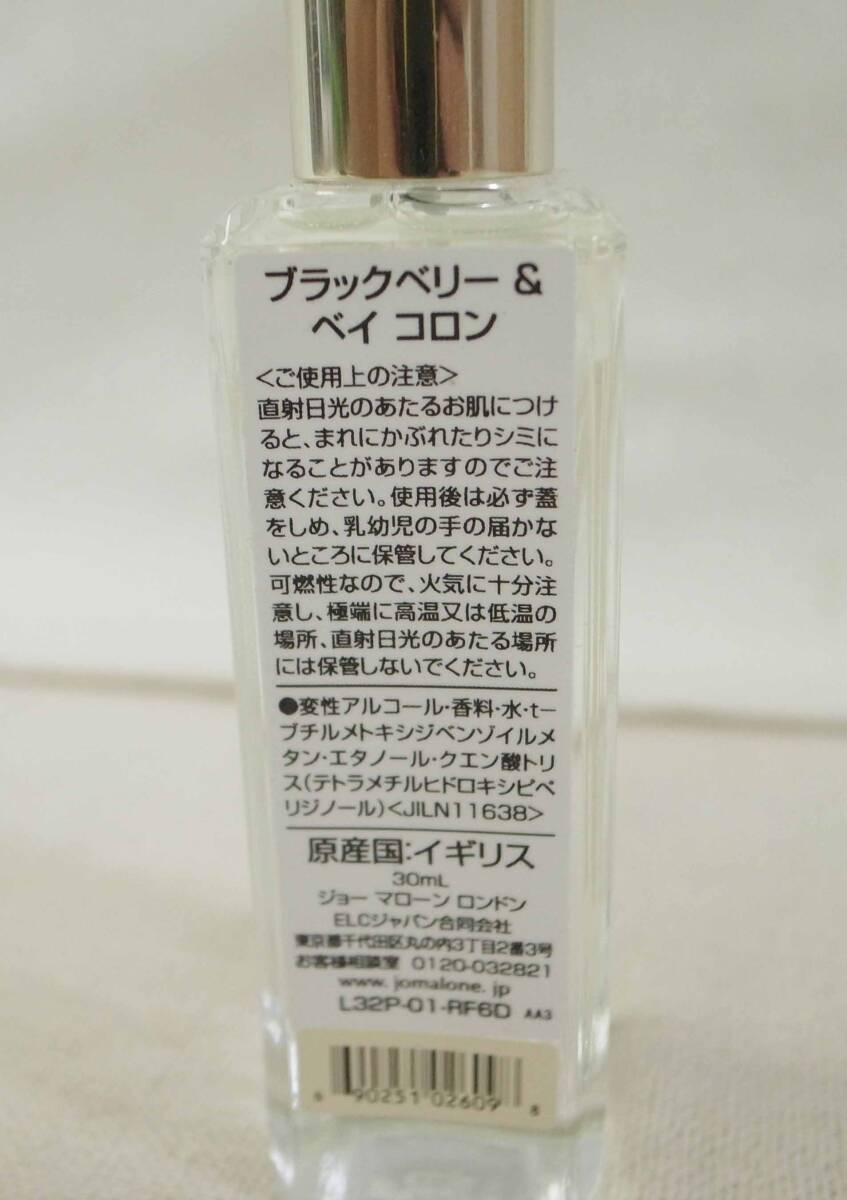 ブラックベリー &
ベイ コロン
<ご使用上の注意>
直射日光のあたるお肌につけ
ると、まれにかぶれたりシミに
なることがありますのでご注
意ください。使用後は必ず蓋
をしめ、乳幼児の手の届かな
いところに保管してください。
可燃性なので、火気に十分注
意し、極端に高温又は低温の
場所、直射日光のあたる場所
には保管しないでください。
●変性アルコール・香料・水・t-
ブチルメトキシジベンゾイルメ
タン・エタノール・クエン酸トリ
ス(テトラメチルヒドロキシピペ
リジノール)<JILN11638>
原産国:イギリス
30mL
ジョー マローン ロンドン
ELCジャパン合同会社
東京都千代田区丸の内3丁目2番3号
お客様相談室 0120-032821
www. jomalone. jp
L32P-01-RF6D AA3
6 90251 02609 8